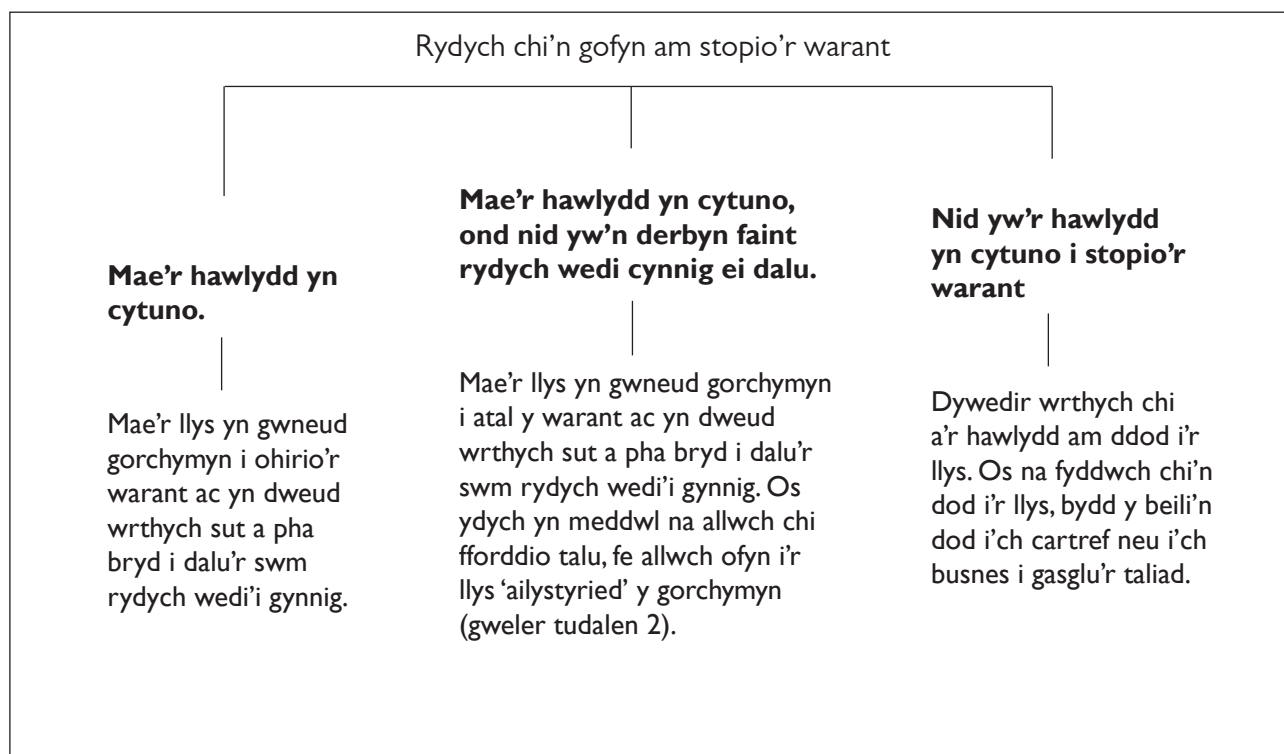 Rydych chi’n gofyn am stopio’r warant
Mae’r hawlydd yn
cytuno.
Mae’r llys yn gwneud
gorchymyn i ohirio’r
warant ac yn dweud
wrthych sut a pha
bryd i dalu’r swm
rydych wedi’i gynnig.
Mae’r hawlydd yn cytuno,
ond nid yw’n derbyn faint
rydych wedi cynnig ei dalu.
Mae’r llys yn gwneud gorchymyn
i atal y warant ac yn dweud
wrthych sut a pha bryd i dalu’r
swm rydych wedi’i gynnig. Os
ydych yn meddwl na allwch chi
fforddio talu, fe allwch ofyn i’r
llys ‘ailystyried’ y gorchymyn
(gweler tudalen 2).
Nid yw’r hawlydd
yn cytuno i stopio’r
warant
Dywedir wrthych chi
a’r hawlydd am ddod i’r
llys. Os na fyddwch chi’n
dod i’r llys, bydd y beili’n
dod i’ch cartref neu i’ch
busnes i gasglu’r taliad.